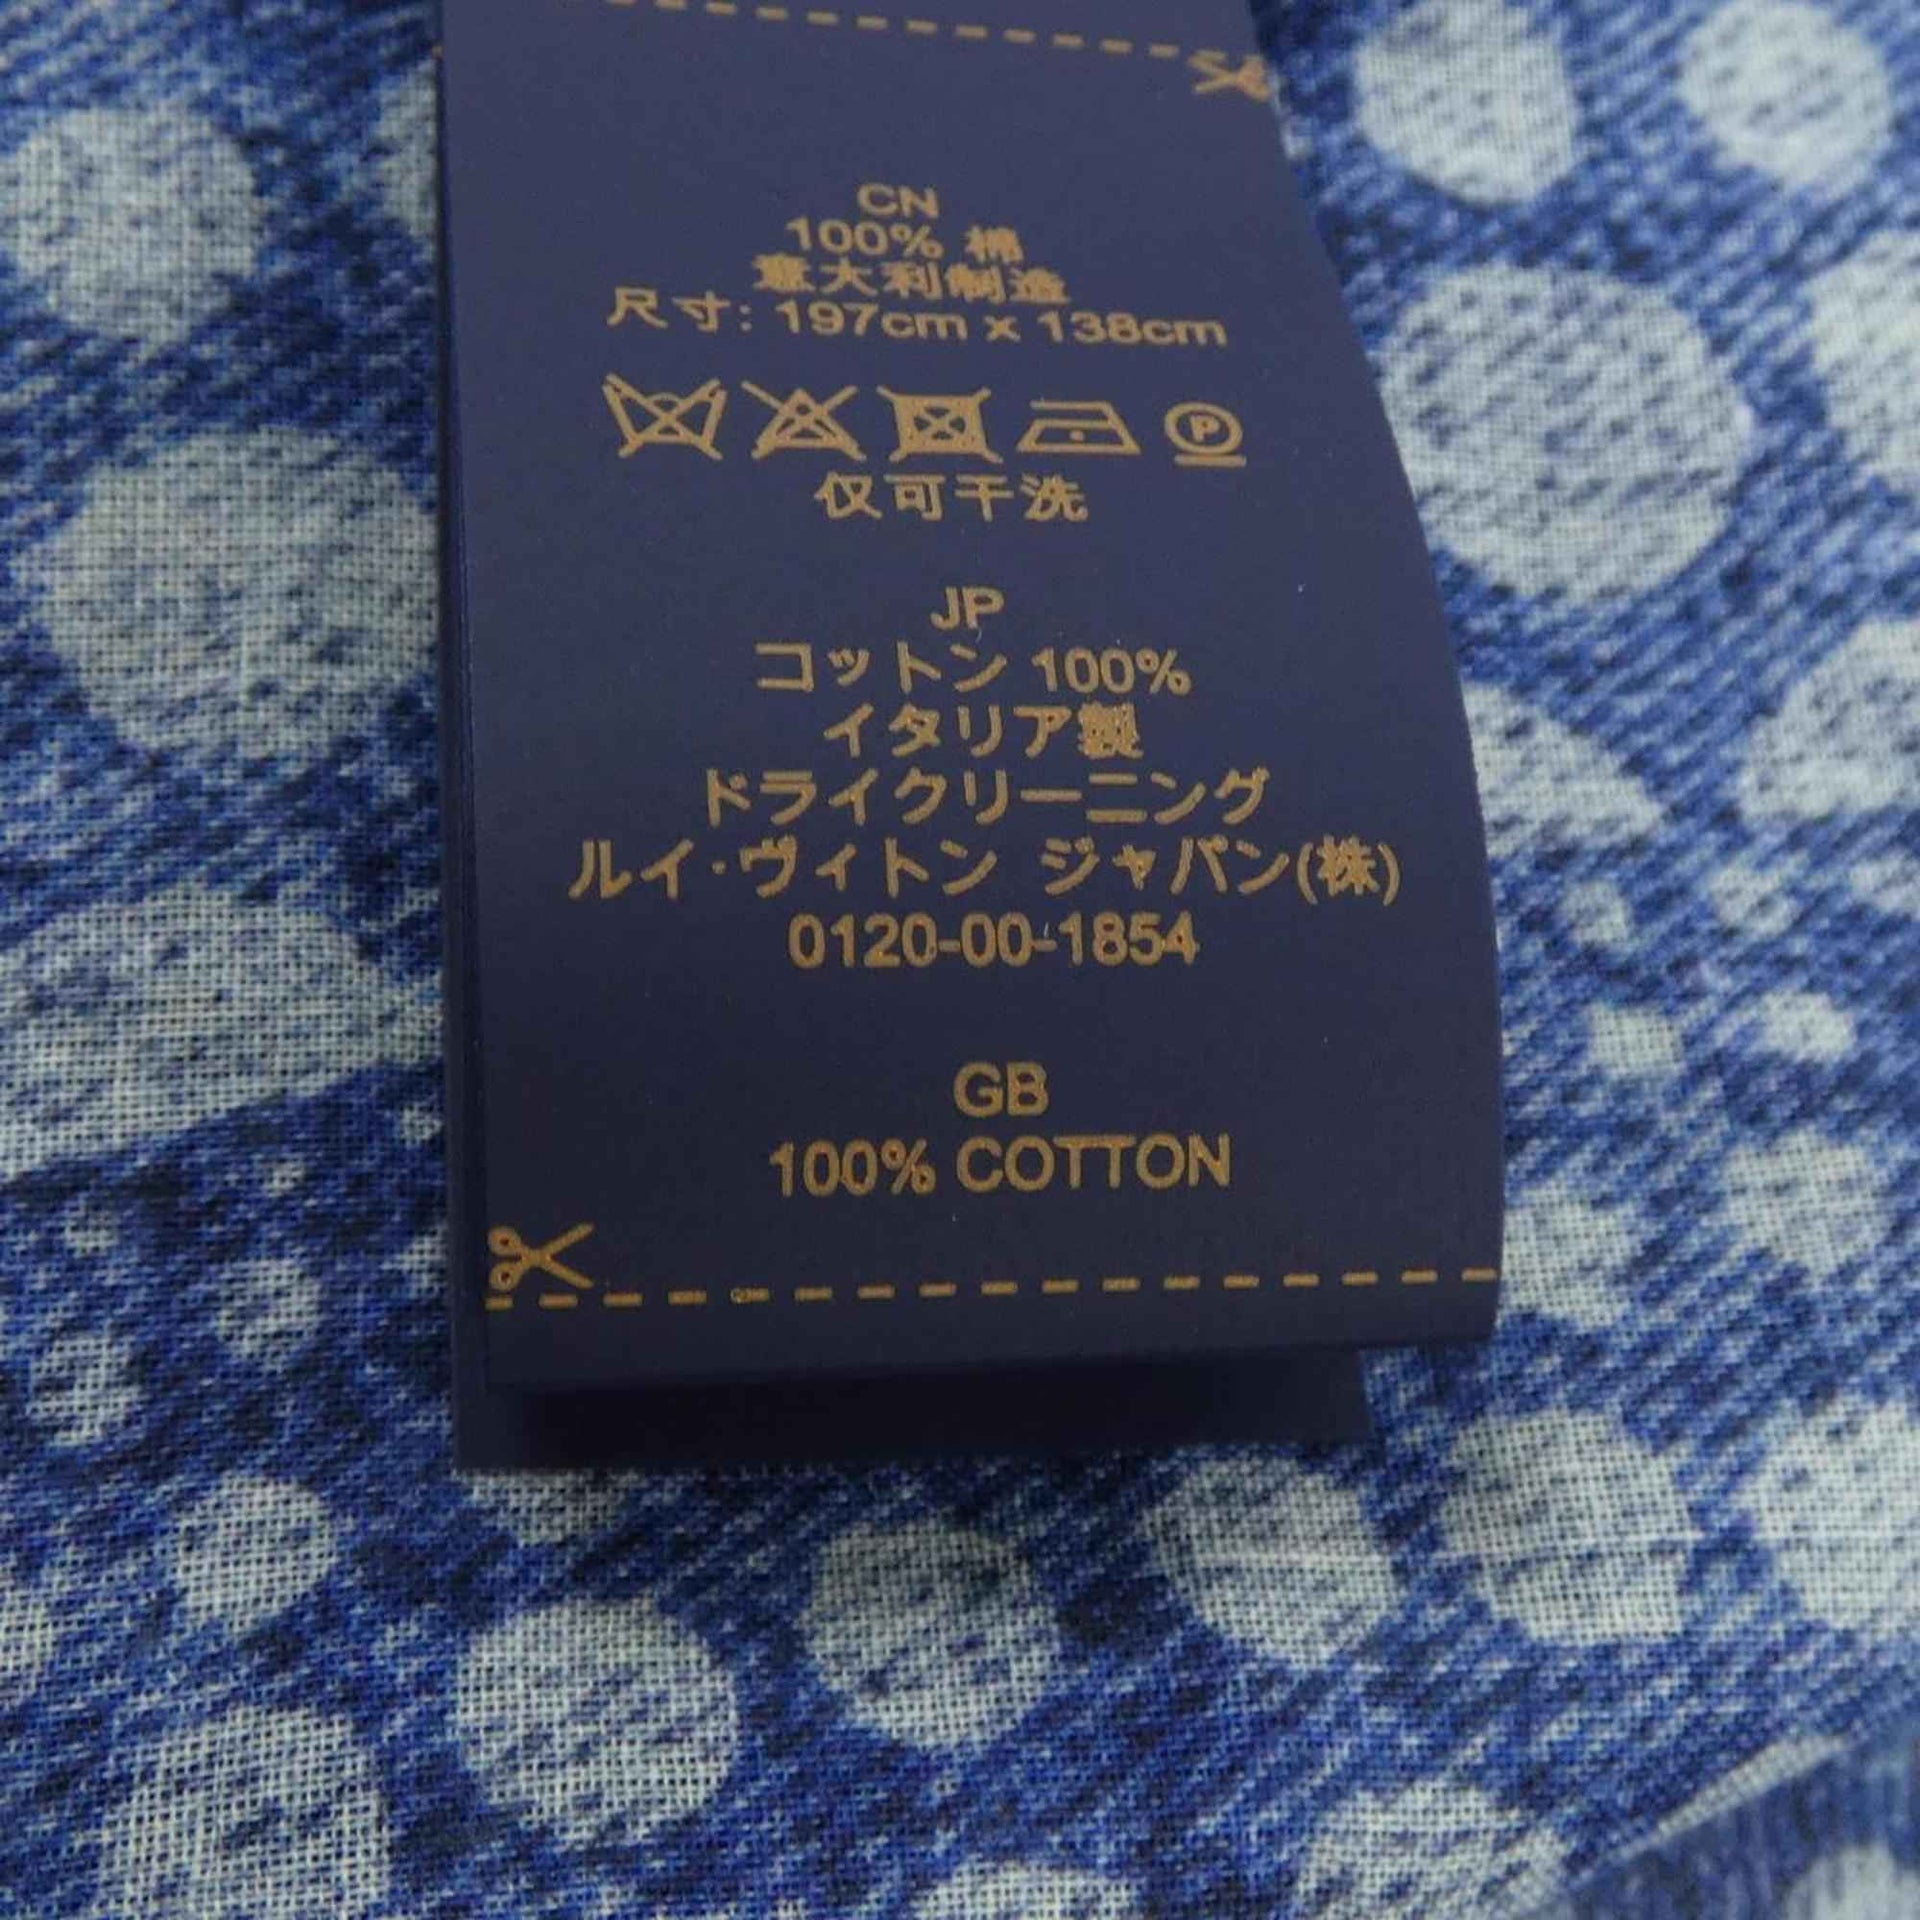 CN
100% 棉
意大利制造
尺寸: 197cm x 138cm
P
仅可干洗
JP
コットン 100%
イタリア製
ドライクリーニング
ルイ・ヴィトン ジャパン(株)
0120-00-1854
GB
100% COTTON